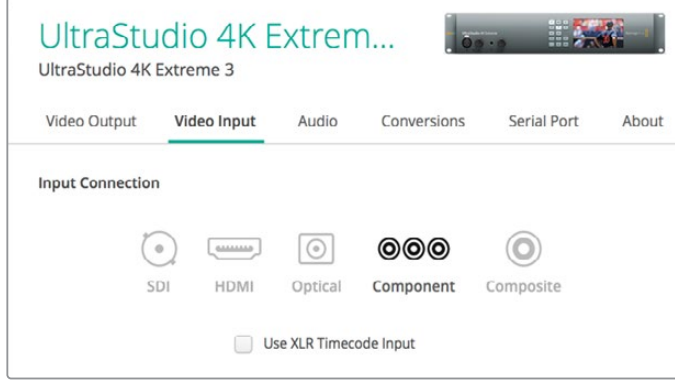 UltraStudio 4K Extrem...
UltraStudio 4K Extreme 3
Video Output Video Input Audio Conversions Serial Port About
Input Connection
SDI HDMI Optical Component Composite
Use XLR Timecode Input